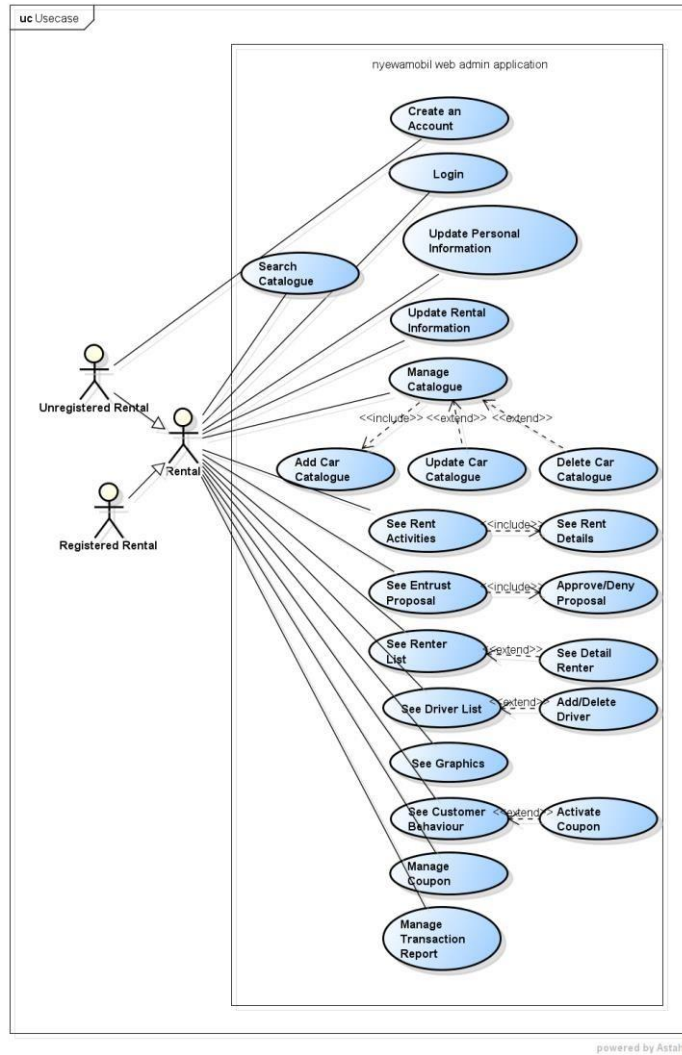 uc Usecase
nyewamobil web admin application
Create an
Account
Login
Update Personal
Information
Search
Catalogue
Update Rental
Information
Manage
Catalogue
Unregistered Rental
<<include>>
<<extend>>
<<extend>>
Rental
Add Car
Catalogue
Update Car
Catalogue
Delete Car
Catalogue
Registered Rental
See Rent
Activities
<<include>>
See Rent
Details
See Entrust
Proposal
<<include>>
Approve/Deny
Proposal
See Renter
List
<<extend>>
See Detail
Renter
See Driver List
<<extend>>
Add/Delete
Driver
See Graphics
See Customer
Behaviour
<<extend>>
Activate
Coupon
Manage
Coupon
Manage
Transaction
Report
powered by Astah